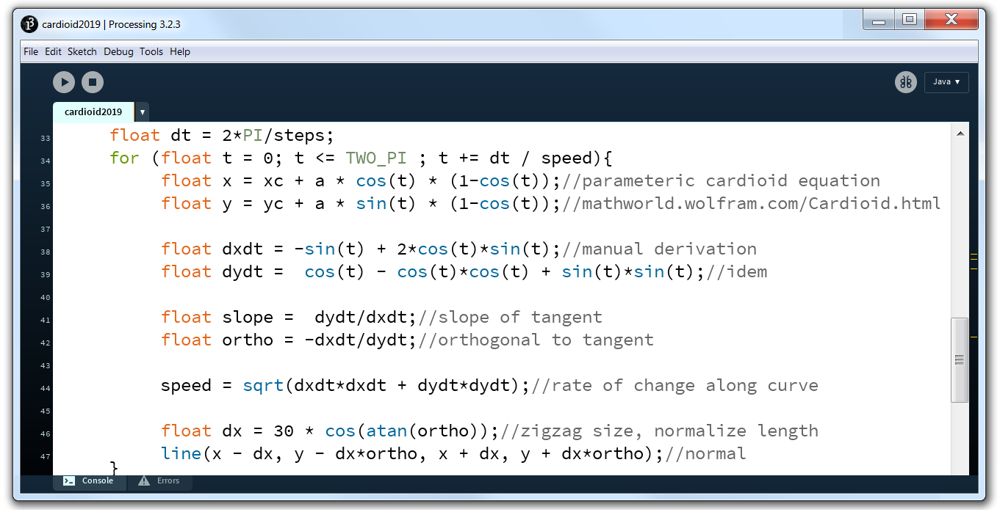 cardioid2019 | Processing 3.2.3
File Edit Sketch Debug Tools Help
Java ▼
cardioid2019 ▼
33 float dt = 2*PI/steps;
34 for (float t = 0; t <= TWO_PI ; t += dt / speed){
35 float x = xc + a * cos(t) * (1-cos(t));//parameteric cardioid equation
36 float y = yc + a * sin(t) * (1-cos(t));//mathworld.wolfram.com/Cardioid.html
37
38 float dxdt = -sin(t) + 2*cos(t)*sin(t);//manual derivation
39 float dydt =  cos(t) - cos(t)*cos(t) + sin(t)*sin(t);//idem
40
41 float slope =  dydt/dxdt;//slope of tangent
42 float ortho = -dxdt/dydt;//orthogonal to tangent
43
44 speed = sqrt(dxdt*dxdt + dydt*dydt);//rate of change along curve
45
46 float dx = 30 * cos(atan(ortho));//zigzag size, normalize length
47 line(x - dx, y - dx*ortho, x + dx, y + dx*ortho);//normal
}
Console Errors